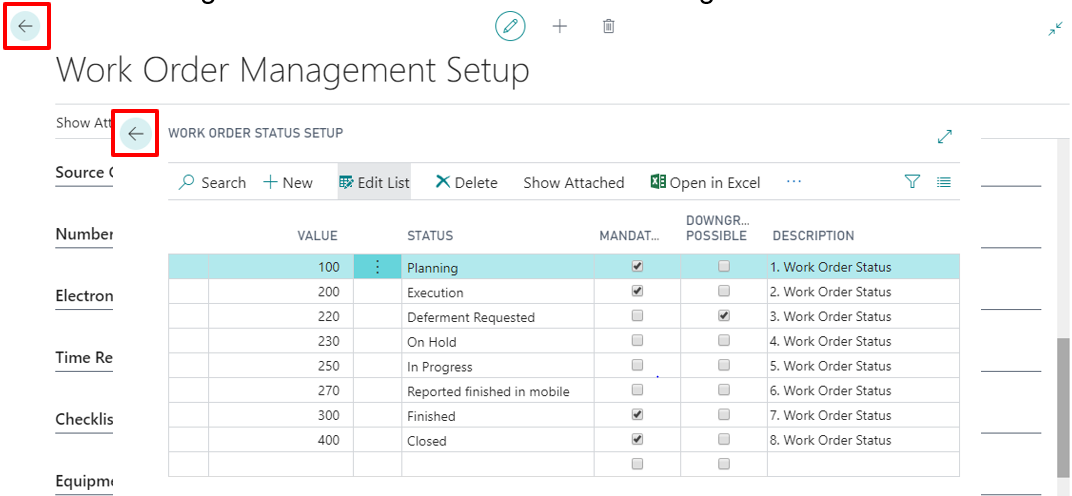 Work Order Management Setup
Show Att
WORK ORDER STATUS SETUP
Source
Search New Edit List Delete Show Attached Open in Excel ...
Number
VALUE STATUS MANDAT... DOWNGR... POSSIBLE DESCRIPTION
100 Planning 1. Work Order Status
Electron
200 Execution 2. Work Order Status
220 Deferment Requested 3. Work Order Status
230 On Hold 4. Work Order Status
Time Re
250 In Progress 5. Work Order Status
270 Reported finished in mobile 6. Work Order Status
Checklis
300 Finished 7. Work Order Status
400 Closed 8. Work Order Status
Equipm